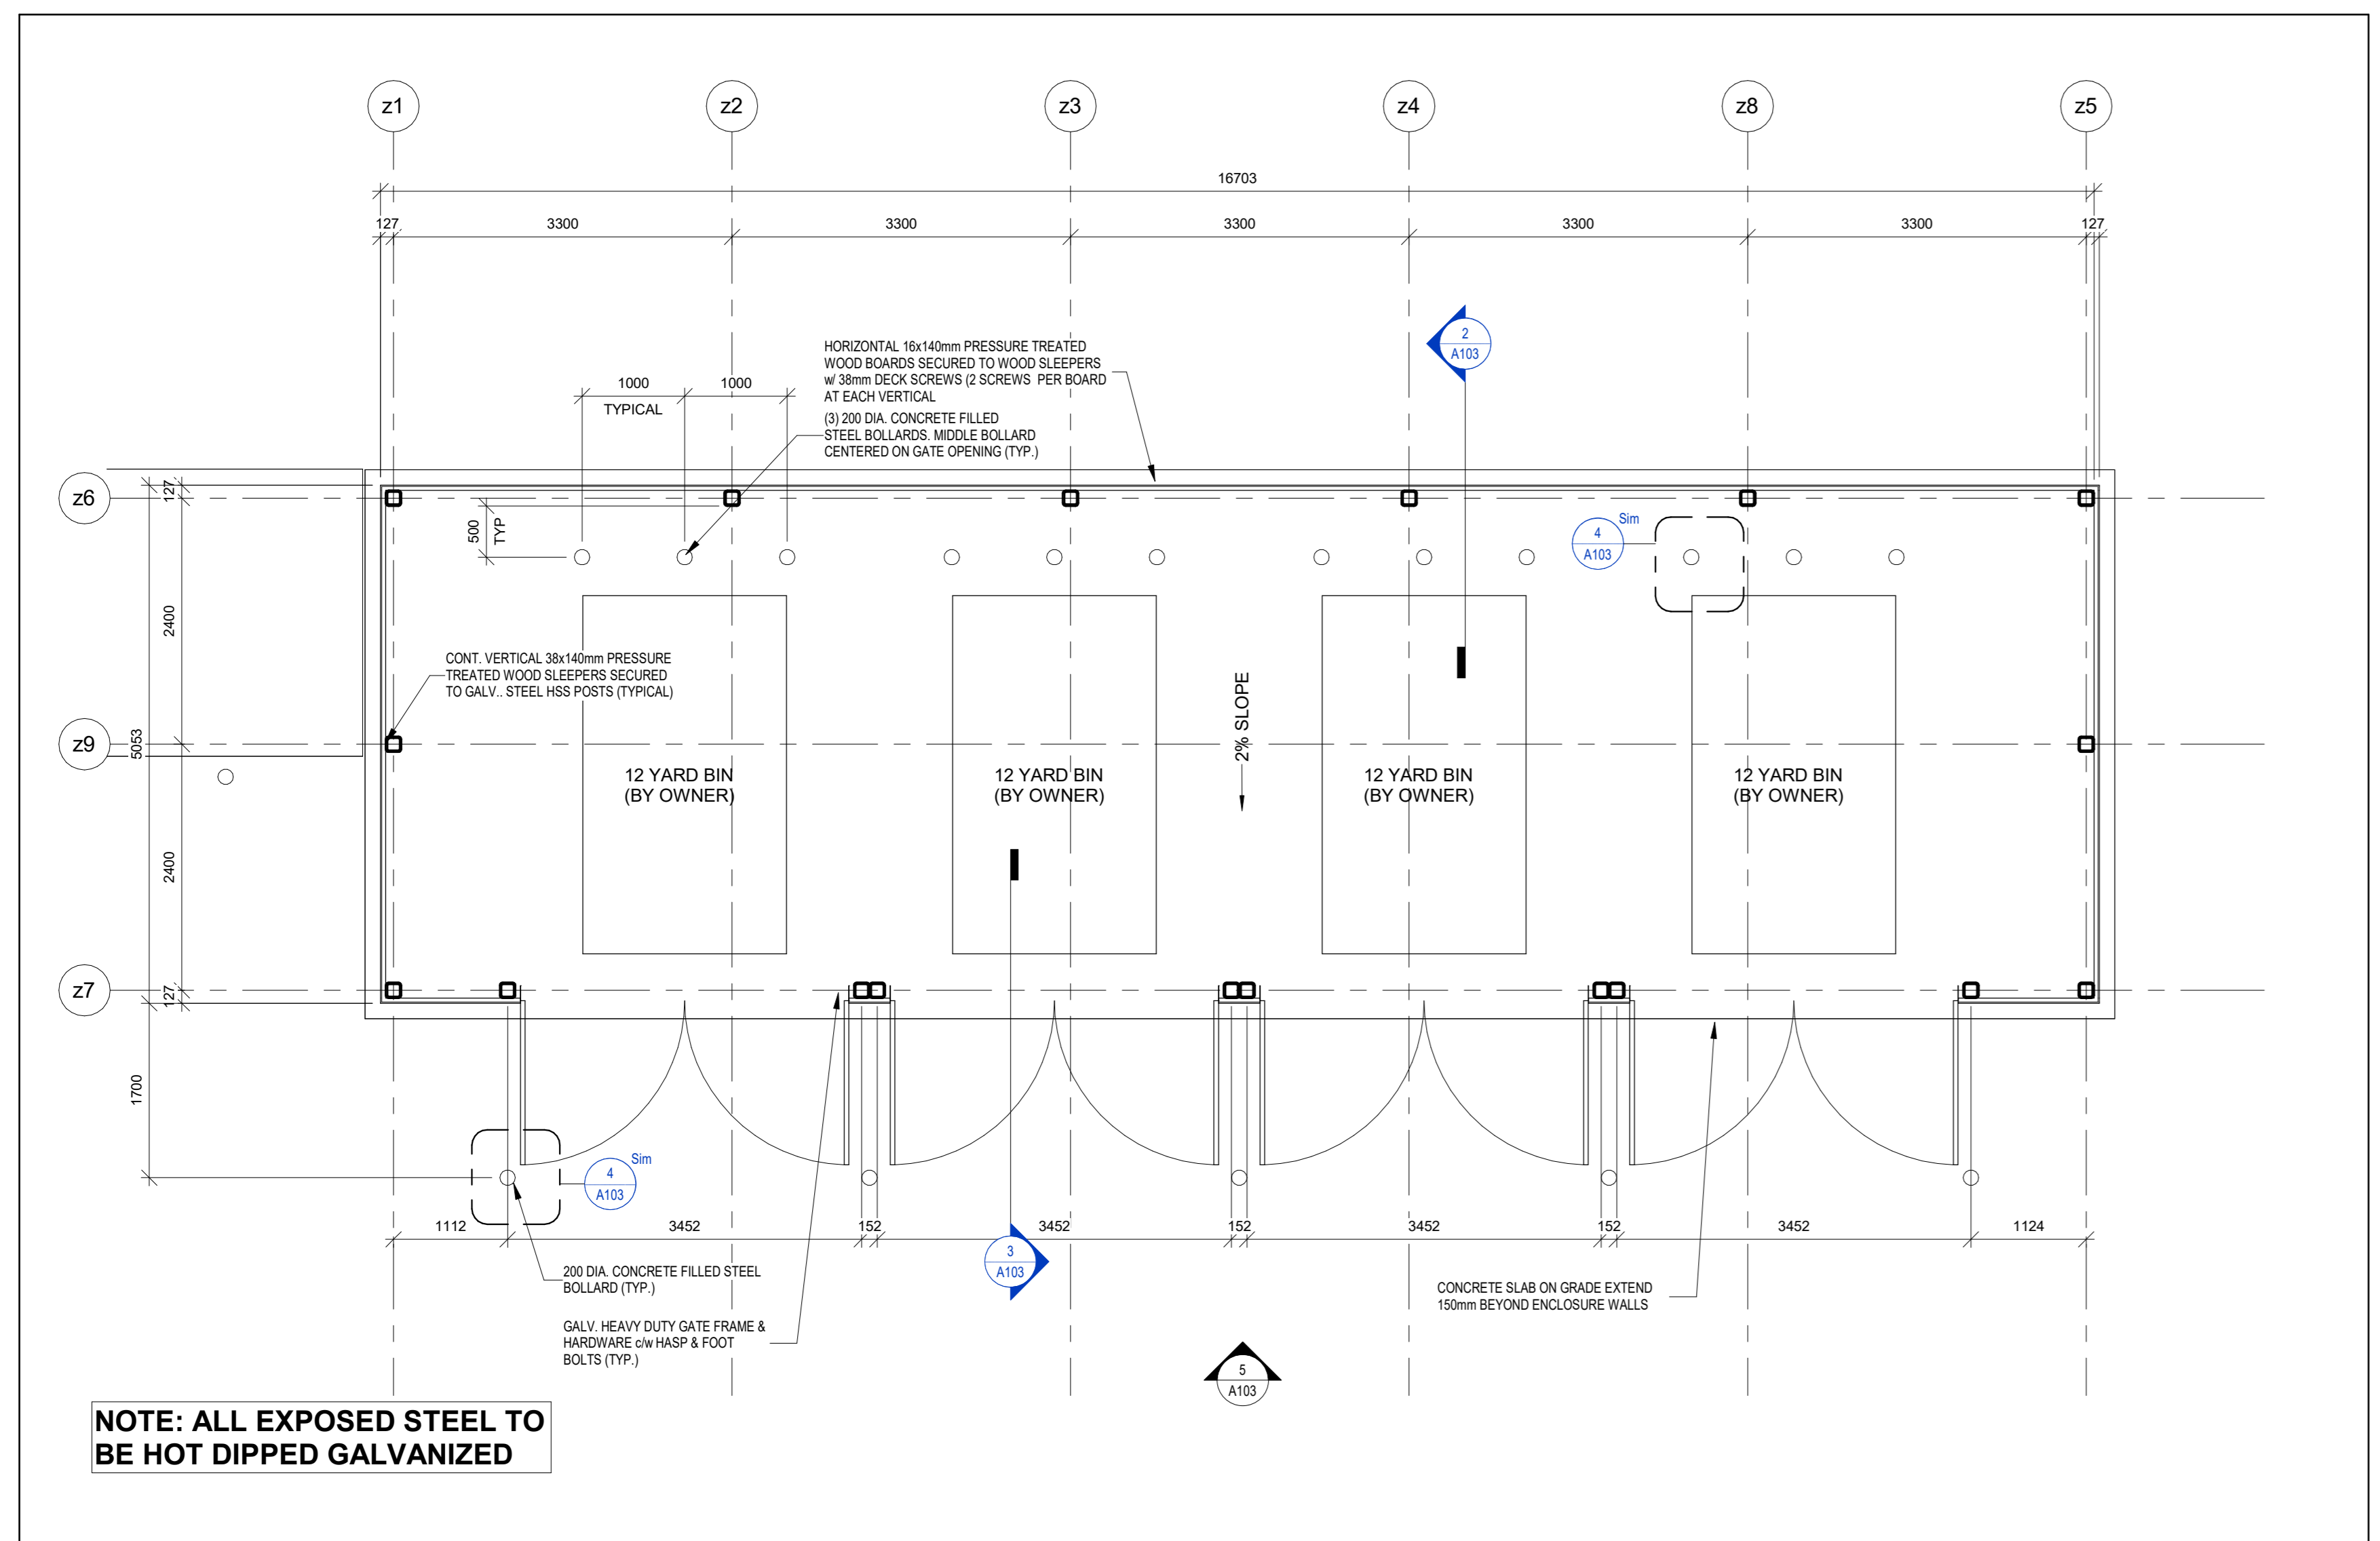 z1
z2
z3
z4
z8
z5
16703
127
3300
3300
3300
3300
3300
127
2
A103
HORIZONTAL 16x140mm PRESSURE TREATED
WOOD BOARDS SECURED TO WOOD SLEEPERS
w/ 38mm DECK SCREWS (2 SCREWS PER BOARD
AT EACH VERTICAL
1000
1000
TYPICAL
(3) 200 DIA. CONCRETE FILLED
STEEL BOLLARDS. MIDDLE BOLLARD
CENTERED ON GATE OPENING (TYP.)
z6
127
500
TYP
Sim
4
A103
2400
CONT. VERTICAL 38x140mm PRESSURE
TREATED WOOD SLEEPERS SECURED
TO GALV.. STEEL HSS POSTS (TYPICAL)
2% SLOPE
z9
5053
12 YARD BIN
(BY OWNER)
12 YARD BIN
(BY OWNER)
12 YARD BIN
(BY OWNER)
12 YARD BIN
(BY OWNER)
2400
z7
127
1700
Sim
4
A103
1112
3452
152
3452
152
3452
152
3452
1124
3
A103
200 DIA. CONCRETE FILLED STEEL
BOLLARD (TYP.)
CONCRETE SLAB ON GRADE EXTEND
150mm BEYOND ENCLOSURE WALLS
GALV. HEAVY DUTY GATE FRAME &
HARDWARE c/w HASP & FOOT
BOLTS (TYP.)
5
A103
NOTE: ALL EXPOSED STEEL TO
BE HOT DIPPED GALVANIZED